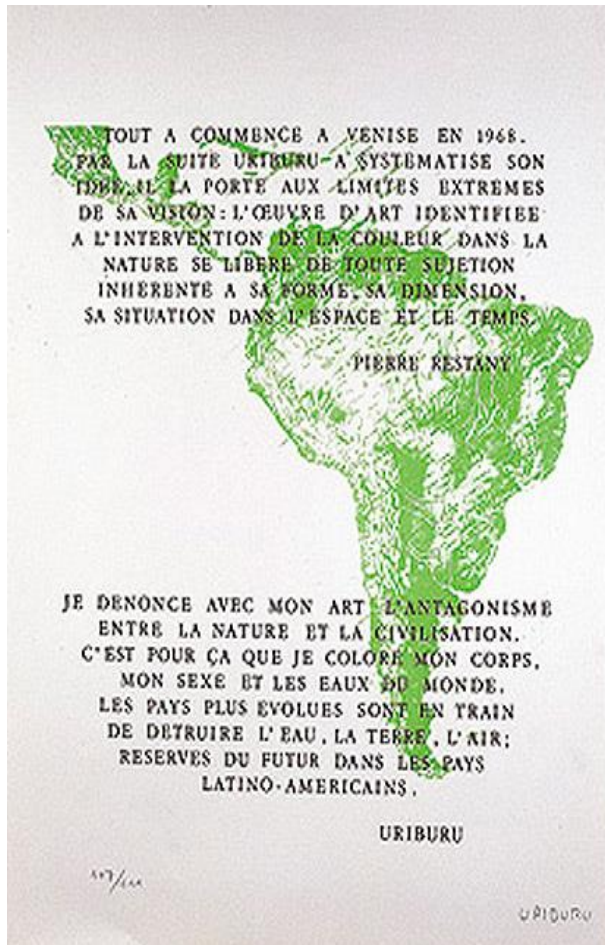 TOUT A COMMENCE A VENISE EN 1968.
PAR LA SUITE URIBURU A SYSTEMATISE SON
IDEE, IL LA PORTE AUX LIMITES EXTREMES
DE SA VISION: L'ŒUVRE D'ART IDENTIFIEE
A L'INTERVENTION DE LA COULEUR DANS LA
NATURE SE LIBERE DE TOUTE SUJETION
INHERENTE A SA FORME, SA DIMENSION,
SA SITUATION DANS L'ESPACE ET LE TEMPS.
PIERRE RESTANY
JE DENONCE AVEC MON ART L'ANTAGONISME
ENTRE LA NATURE ET LA CIVILISATION.
C'EST POUR ÇA QUE JE COLORE MON CORPS,
MON SEXE ET LES EAUX DU MONDE.
LES PAYS PLUS EVOLUES SONT EN TRAIN
DE DETRUIRE L'EAU, LA TERRE, L'AIR;
RESERVES DU FUTUR DANS LES PAYS
LATINO-AMERICAINS.
URIBURU
URIBURU